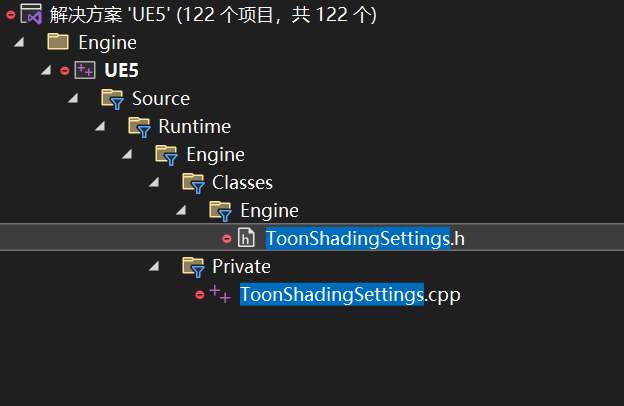 解决方案 'UE5' (122 个项目，共 122 个)
Engine
UE5
Source
Runtime
Engine
Classes
Engine
ToonShadingSettings.h
Private
ToonShadingSettings.cpp